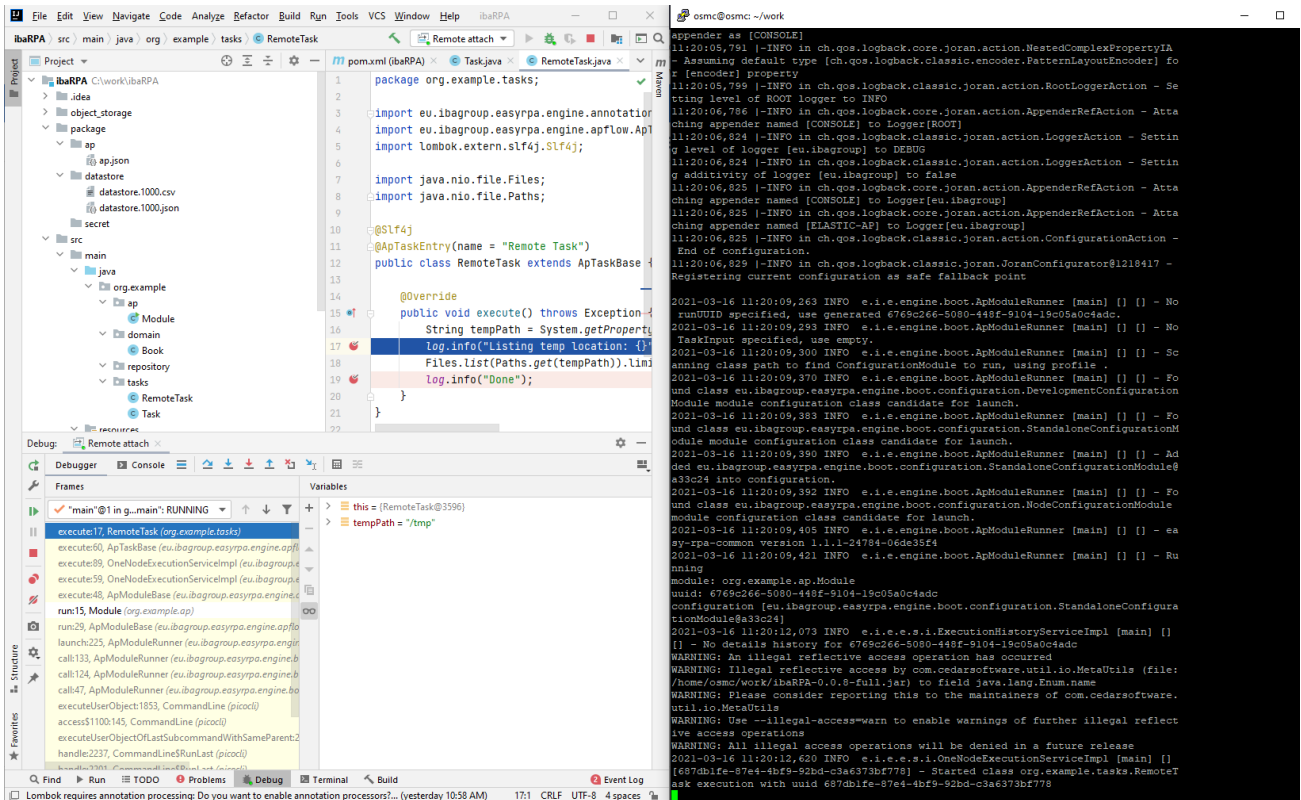 File Edit View Navigate Code Analyze Refactor Build Run Tools VCS Window Help ibaRPA
ibaRPA src main java org example tasks RemoteTask
Remote attach
Project
pom.xml (ibaRPA)
Task.java
RemoteTask.java
Project
Maven
ibaRPA C:\work\ibaRPA
.idea
object_storage
package
ap
ap.json
datastore
datastore.1000.csv
datastore.1000.json
secret
src
main
java
org.example
ap
Module
domain
Book
repository
tasks
RemoteTask
Task
resources
1 package org.example.tasks;
2
3 import eu.ibagroup.easyrpa.engine.annotation
4 import eu.ibagroup.easyrpa.engine.apflow.ApT
5 import lombok.extern.slf4j.Slf4j;
6
7 import java.nio.file.Files;
8 import java.nio.file.Paths;
9
10 @Slf4j
11 @ApTaskEntry(name = "Remote Task")
12 public class RemoteTask extends ApTaskBase {
13
14 @Override
15 public void execute() throws Exception {
16 String tempPath = System.getProperty
17 log.info("Listing temp location: {}"
18 Files.list(Paths.get(tempPath)).limi
19 log.info("Done");
20 }
21 }
22
Debug: Remote attach
Debugger Console
Frames
Variables
"main"@1 in g...main": RUNNING
execute:17, RemoteTask (org.example.tasks)
execute:60, ApTaskBase (eu.ibagroup.easyrpa.engine.apfl
execute:89, OneNodeExecutionServiceImpl (eu.ibagroup.e
execute:59, OneNodeExecutionServiceImpl (eu.ibagroup.e
execute:48, ApModuleBase (eu.ibagroup.easyrpa.engine.a
run:15, Module (org.example.ap)
run:29, ApModuleBase (eu.ibagroup.easyrpa.engine.apflo
launch:225, ApModuleRunner (eu.ibagroup.easyrpa.engin
call:133, ApModuleRunner (eu.ibagroup.easyrpa.engine.b
call:124, ApModuleRunner (eu.ibagroup.easyrpa.engine.b
call:47, ApModuleRunner (eu.ibagroup.easyrpa.engine.bo
executeUserObject:1853, CommandLine (picocli)
access$1100:145, CommandLine (picocli)
executeUserObjectOfLastSubcommandWithSameParent:2
handle:2237, CommandLine$RunLast (picocli)
handle:2201, CommandLine$RunLast (picocli)
this = {RemoteTask@3596}
tempPath = "/tmp"
Structure
Favorites
Find Run TODO Problems Debug Terminal Build 2 Event Log
Lombok requires annotation processing: Do you want to enable annotation processors?... (yesterday 10:58 AM) 17:1 CRLF UTF-8 4 spaces
osmc@osmc: ~/work
appender as [CONSOLE]
11:20:05,791 |-INFO in ch.qos.logback.core.joran.action.NestedComplexPropertyIA
- Assuming default type [ch.qos.logback.classic.encoder.PatternLayoutEncoder] fo
r [encoder] property
11:20:05,799 |-INFO in ch.qos.logback.classic.joran.action.RootLoggerAction - Se
tting level of ROOT logger to INFO
11:20:06,786 |-INFO in ch.qos.logback.core.joran.action.AppenderRefAction - Atta
ching appender named [CONSOLE] to Logger[ROOT]
11:20:06,824 |-INFO in ch.qos.logback.classic.joran.action.LoggerAction - Settin
g level of logger [eu.ibagroup] to DEBUG
11:20:06,824 |-INFO in ch.qos.logback.classic.joran.action.LoggerAction - Settin
g additivity of logger [eu.ibagroup] to false
11:20:06,825 |-INFO in ch.qos.logback.core.joran.action.AppenderRefAction - Atta
ching appender named [CONSOLE] to Logger[eu.ibagroup]
11:20:06,825 |-INFO in ch.qos.logback.core.joran.action.AppenderRefAction - Atta
ching appender named [ELASTIC-AP] to Logger[eu.ibagroup]
11:20:06,825 |-INFO in ch.qos.logback.classic.joran.action.ConfigurationAction -
End of configuration.
11:20:06,829 |-INFO in ch.qos.logback.classic.joran.JoranConfigurator@1218417 -
Registering current configuration as safe fallback point

2021-03-16 11:20:09,263 INFO e.i.e.engine.boot.ApModuleRunner [main] [] [] - No
runUUID specified, use generated 6769c266-5080-448f-9104-19c05a0c4adc.
2021-03-16 11:20:09,293 INFO e.i.e.engine.boot.ApModuleRunner [main] [] [] - No
TaskInput specified, use empty.
2021-03-16 11:20:09,300 INFO e.i.e.engine.boot.ApModuleRunner [main] [] [] - Sc
anning class path to find ConfigurationModule to run, using profile .
2021-03-16 11:20:09,370 INFO e.i.e.engine.boot.ApModuleRunner [main] [] [] - Fo
und class eu.ibagroup.easyrpa.engine.boot.configuration.DevelopmentConfiguration
Module module configuration class candidate for launch.
2021-03-16 11:20:09,383 INFO e.i.e.engine.boot.ApModuleRunner [main] [] [] - Fo
und class eu.ibagroup.easyrpa.engine.boot.configuration.StandaloneConfigurationM
odule module configuration class candidate for launch.
2021-03-16 11:20:09,390 INFO e.i.e.engine.boot.ApModuleRunner [main] [] [] - Ad
ded eu.ibagroup.easyrpa.engine.boot.configuration.StandaloneConfigurationModule@
a33c24 into configuration.
2021-03-16 11:20:09,392 INFO e.i.e.engine.boot.ApModuleRunner [main] [] [] - Fo
und class eu.ibagroup.easyrpa.engine.boot.configuration.NodeConfigurationModule
module configuration class candidate for launch.
2021-03-16 11:20:09,405 INFO e.i.e.engine.boot.ApModuleRunner [main] [] [] - ea
sy-rpa-common version 1.1.1-24784-06de35f4
2021-03-16 11:20:09,421 INFO e.i.e.engine.boot.ApModuleRunner [main] [] [] - Ru
nning
module: org.example.ap.Module
uuid: 6769c266-5080-448f-9104-19c05a0c4adc
configuration [eu.ibagroup.easyrpa.engine.boot.configuration.StandaloneConfigura
tionModule@a33c24]
2021-03-16 11:20:12,073 INFO e.i.e.e.s.i.ExecutionHistoryServiceImpl [main] []
[] - No details history for 6769c266-5080-448f-9104-19c05a0c4adc
WARNING: An illegal reflective access operation has occurred
WARNING: Illegal reflective access by com.cedarsoftware.util.io.MetaUtils (file:
/home/osmc/work/ibaRPA-0.0.8-full.jar) to field java.lang.Enum.name
WARNING: Please consider reporting this to the maintainers of com.cedarsoftware.
util.io.MetaUtils
WARNING: Use --illegal-access=warn to enable warnings of further illegal reflect
ive access operations
WARNING: All illegal access operations will be denied in a future release
2021-03-16 11:20:12,620 INFO e.i.e.e.s.i.OneNodeExecutionServiceImpl [main] []
[687db1fe-87e4-4bf9-92bd-c3a6373bf778] - Started class org.example.tasks.RemoteT
ask execution with uuid 687db1fe-87e4-4bf9-92bd-c3a6373bf778